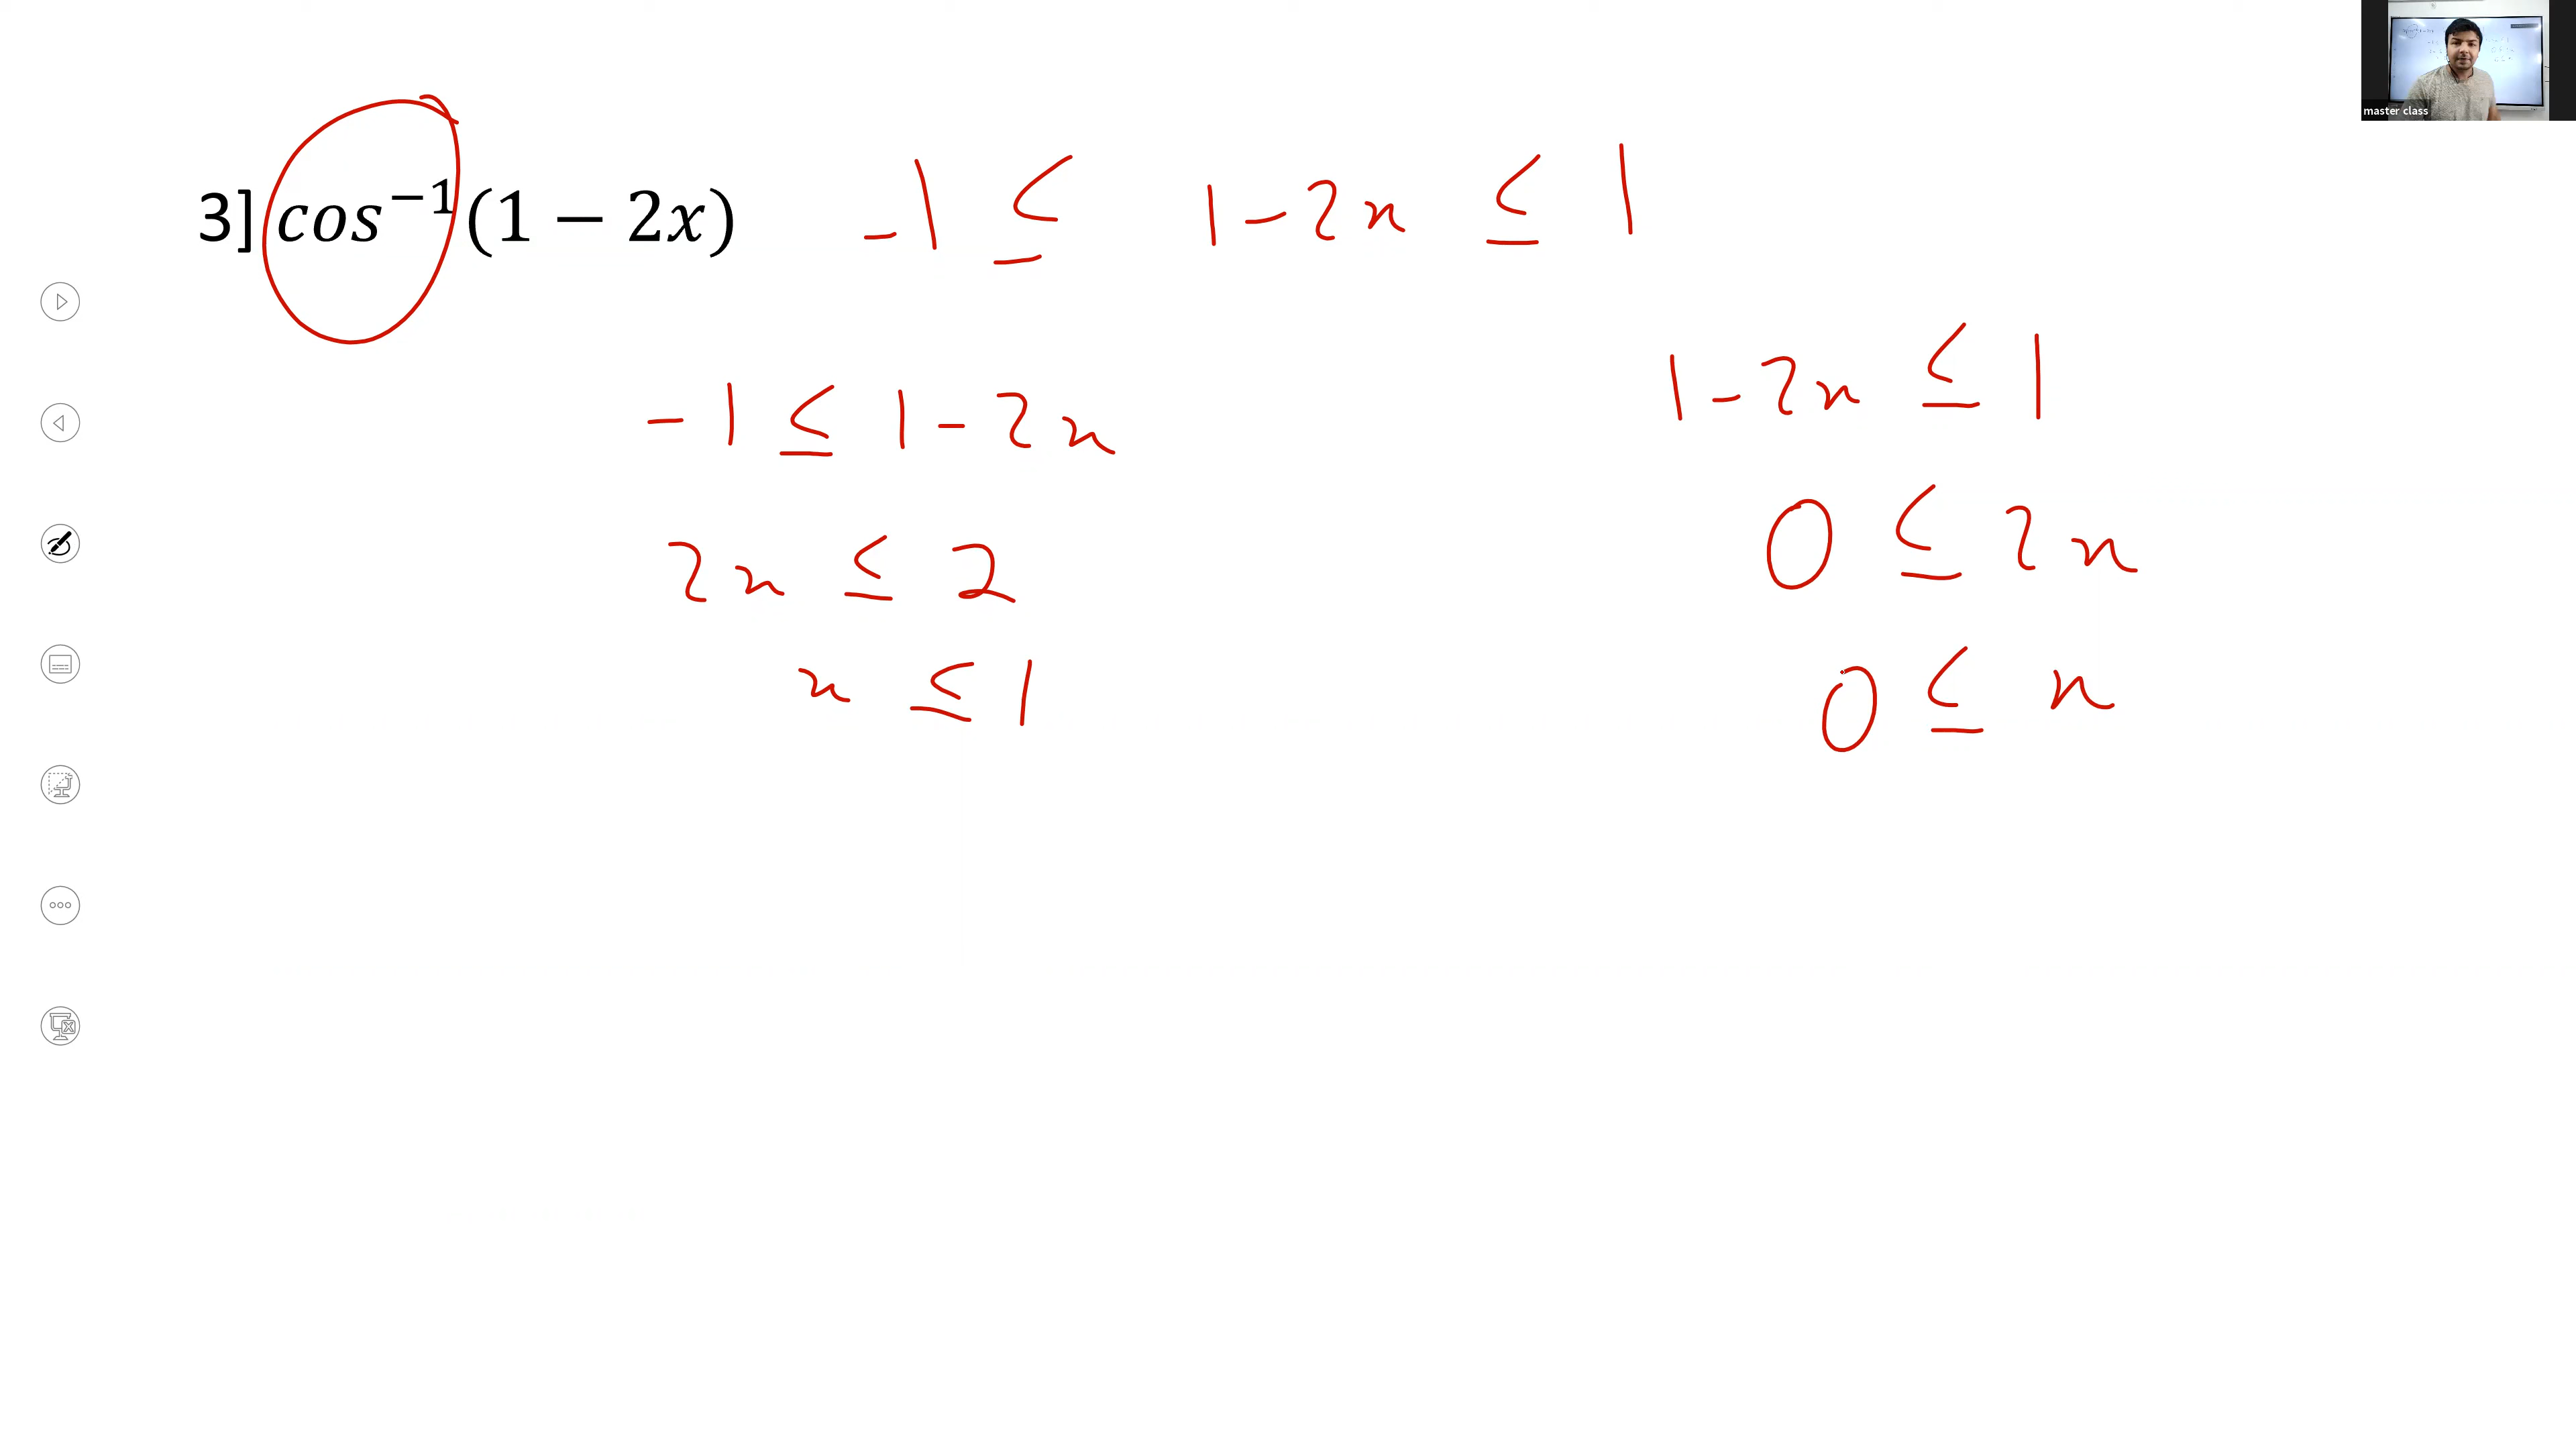 master class
3] cos⁻¹(1 − 2x) -1 ≤ 1-2x ≤ 1
1-2x ≤ 1
-1 ≤ 1-2x
0 ≤ 2x
2x ≤ 2
0 ≤ x
x ≤ 1